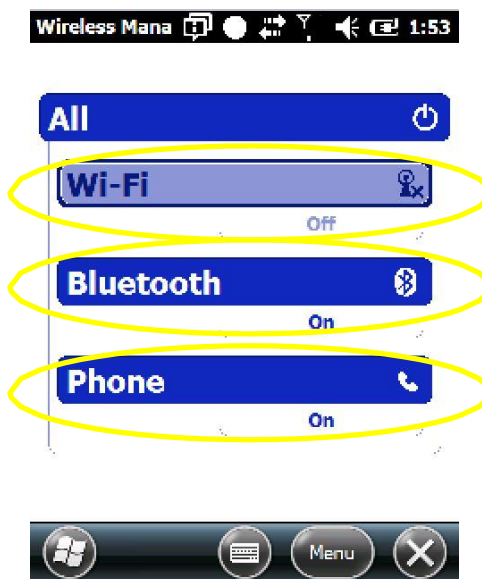 Wireless Mana 1:53
All
Wi-Fi
Off
Bluetooth
On
Phone
On
Menu